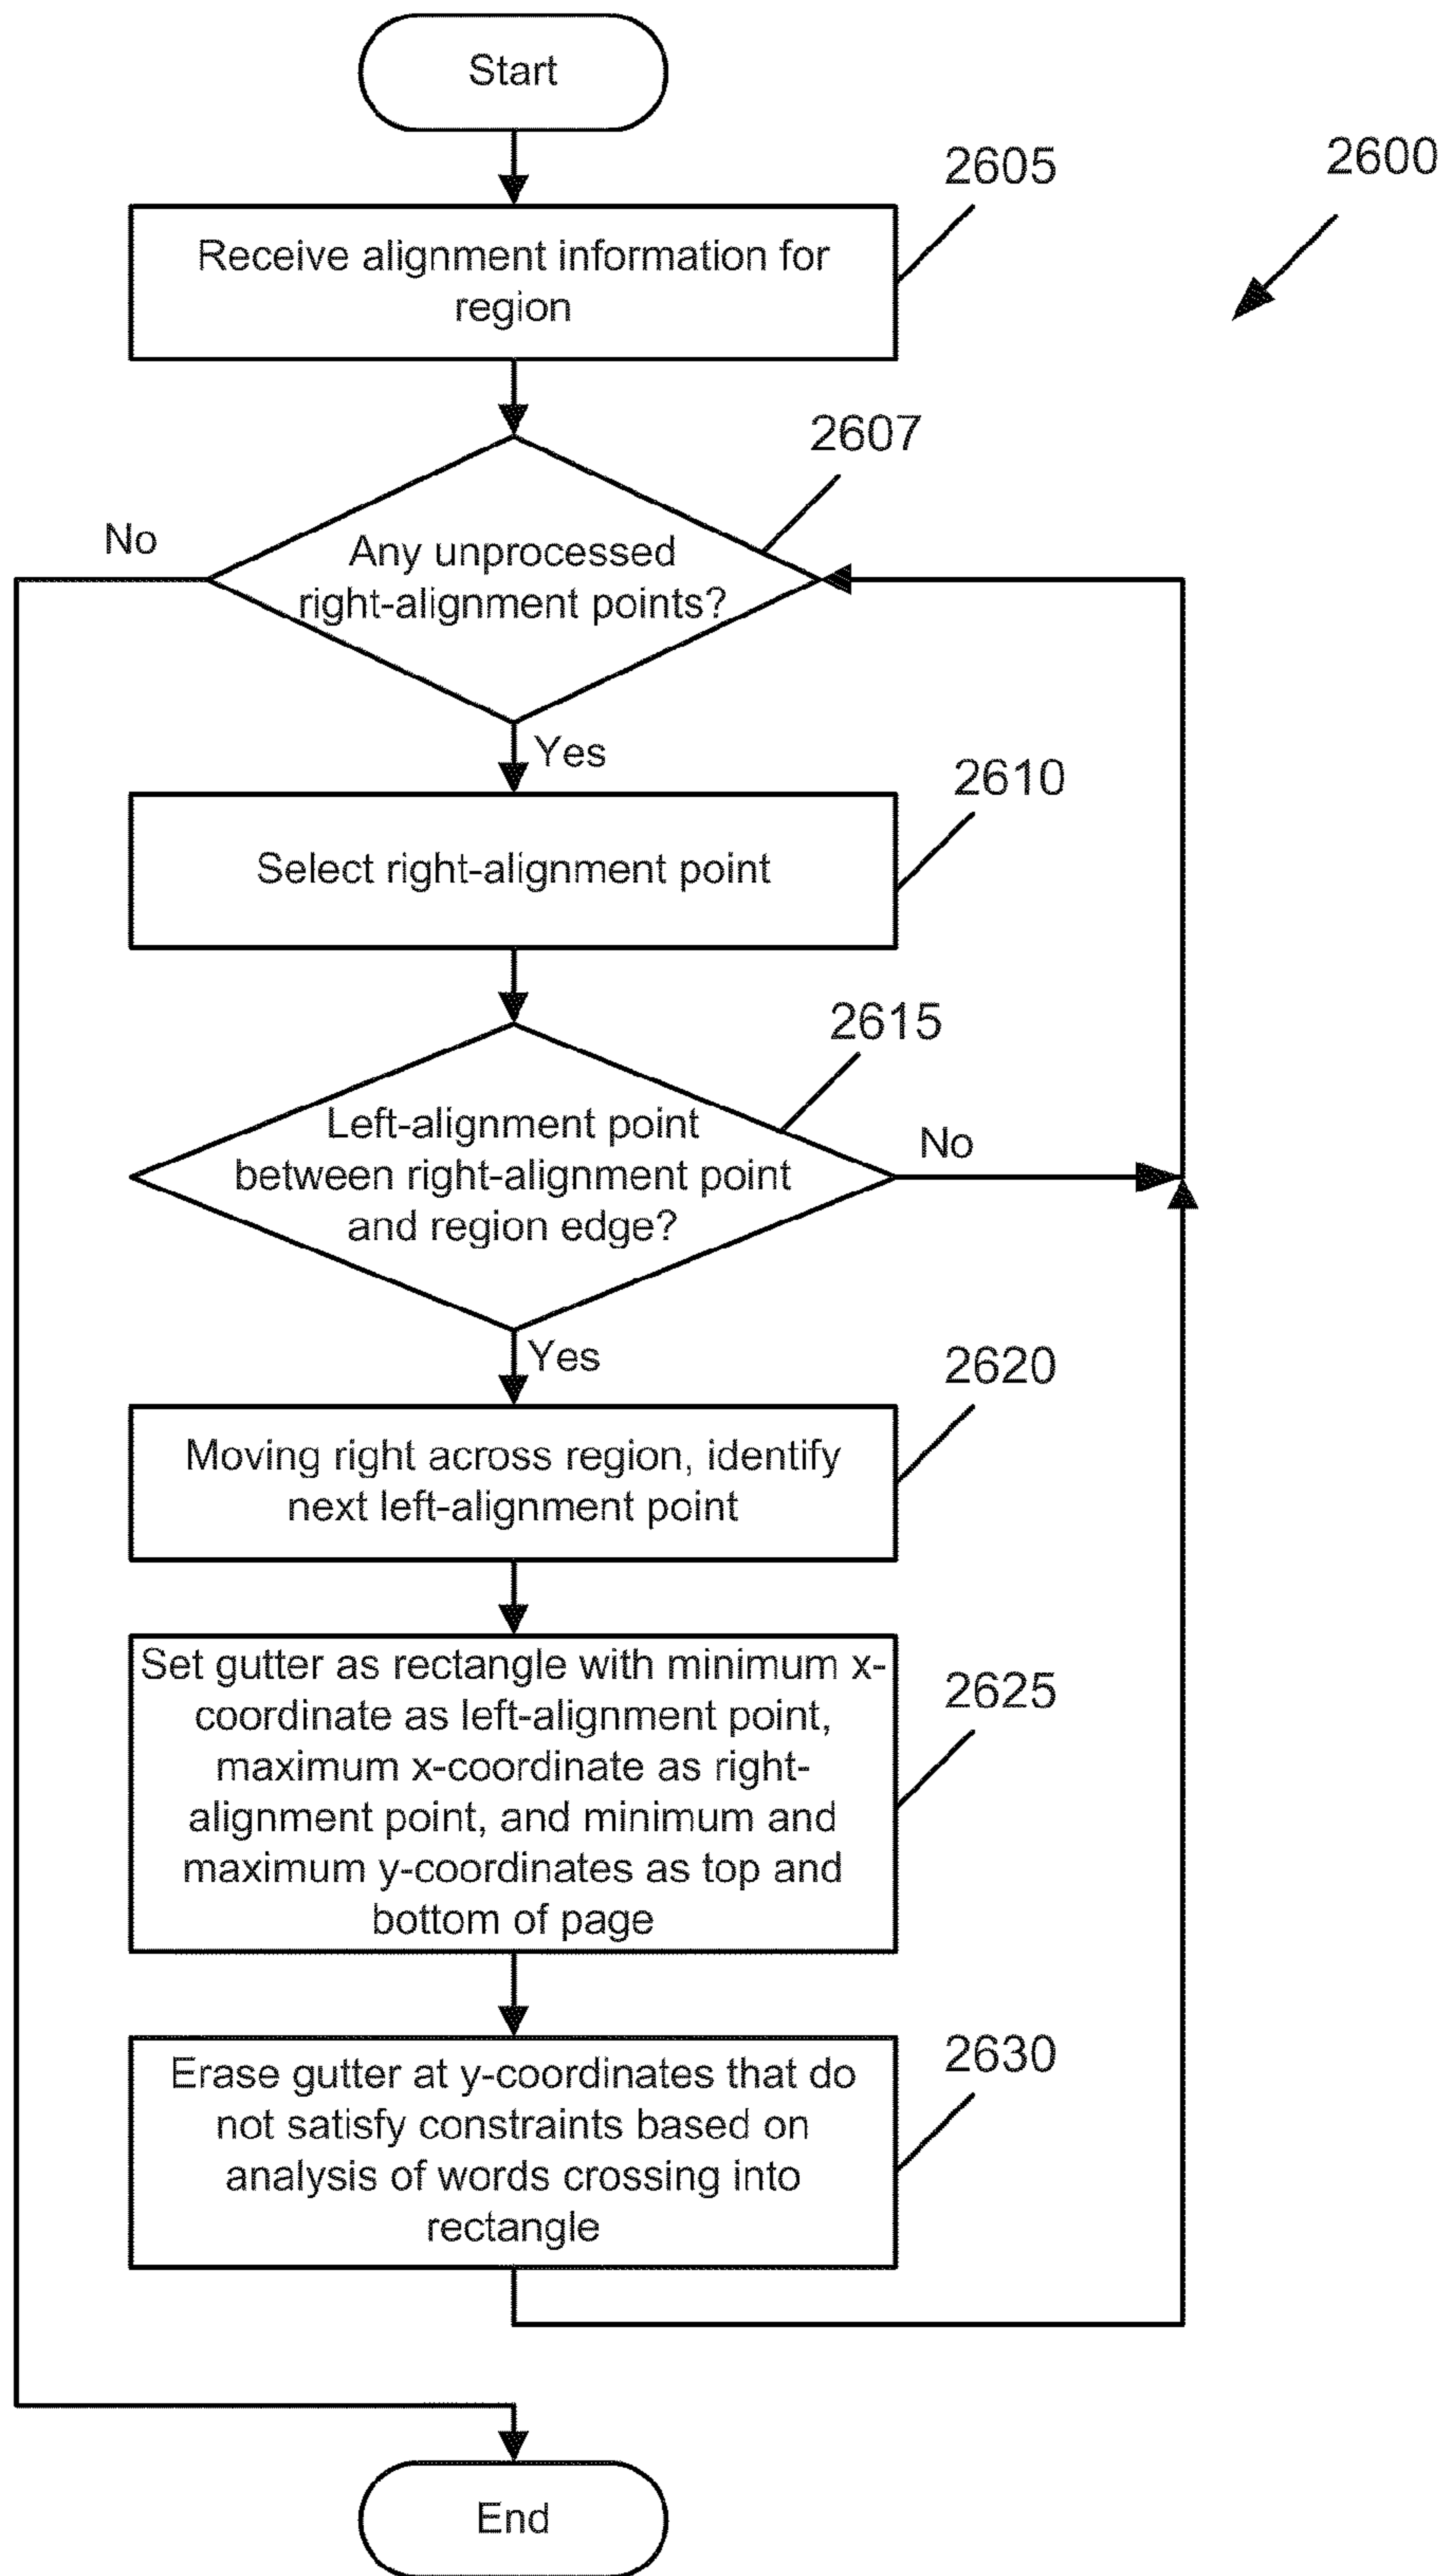 Start
2605
2600
Receive alignment information for
region
2607
No
Any unprocessed
right-alignment points?
Yes
2610
Select right-alignment point
2615
Left-alignment point
between right-alignment point
and region edge?
No
Yes
2620
Moving right across region, identify
next left-alignment point
Set gutter as rectangle with minimum x-
coordinate as left-alignment point,
maximum x-coordinate as right-
alignment point, and minimum and
maximum y-coordinates as top and
bottom of page
2625
Erase gutter at y-coordinates that do
not satisfy constraints based on
analysis of words crossing into
rectangle
2630
End